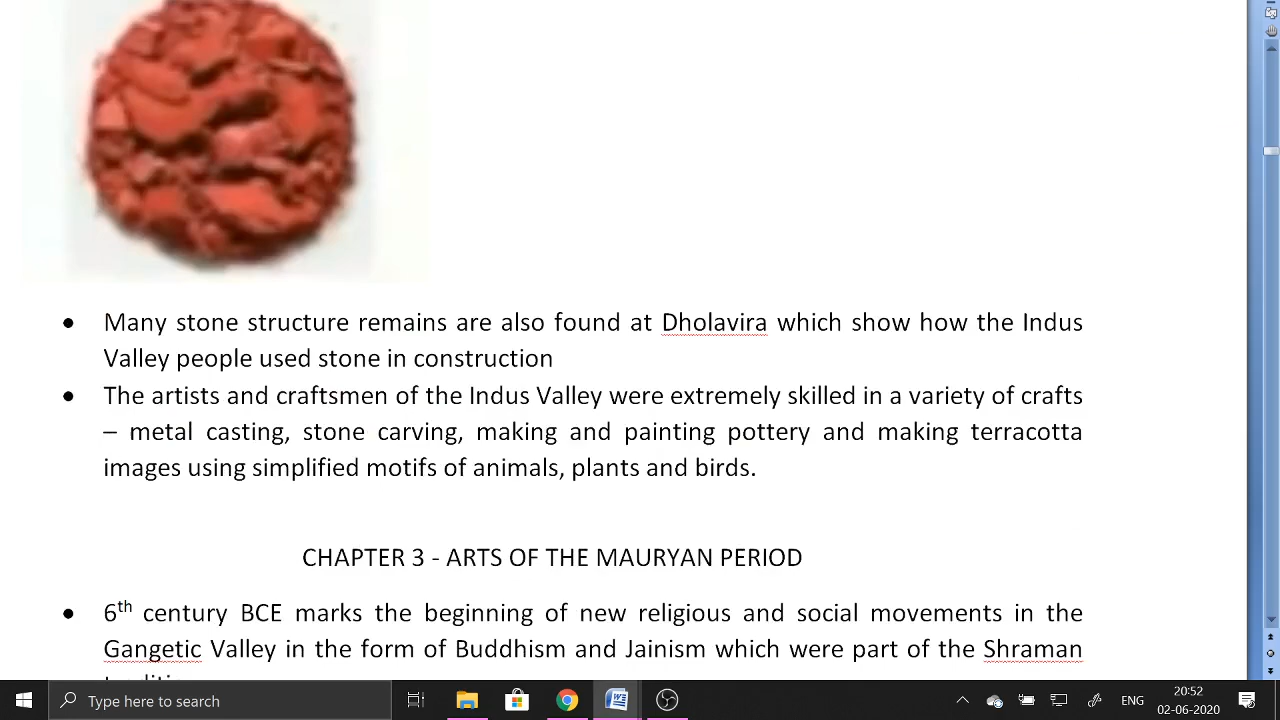 Many stone structure remains are also found at Dholavira which show how the Indus
Valley people used stone in construction
The artists and craftsmen of the Indus Valley were extremely skilled in a variety of crafts
– metal casting, stone carving, making and painting pottery and making terracotta
images using simplified motifs of animals, plants and birds.
CHAPTER 3 - ARTS OF THE MAURYAN PERIOD
6th century BCE marks the beginning of new religious and social movements in the
Gangetic Valley in the form of Buddhism and Jainism which were part of the Shraman
Type here to search
ENG
20:52
02-06-2020